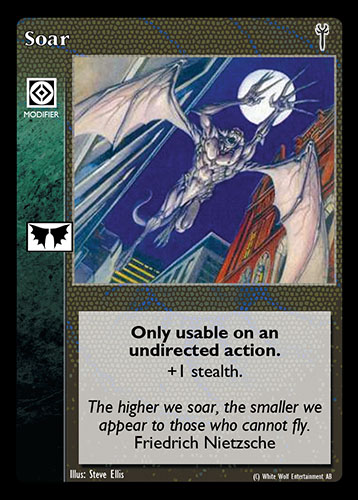 Soar
MODIFIER
Only usable on an
undirected action.
+1 stealth.
The higher we soar, the smaller we
appear to those who cannot fly.
Friedrich Nietzsche
Illus: Steve Ellis
(C) White Wolf Entertainment AB